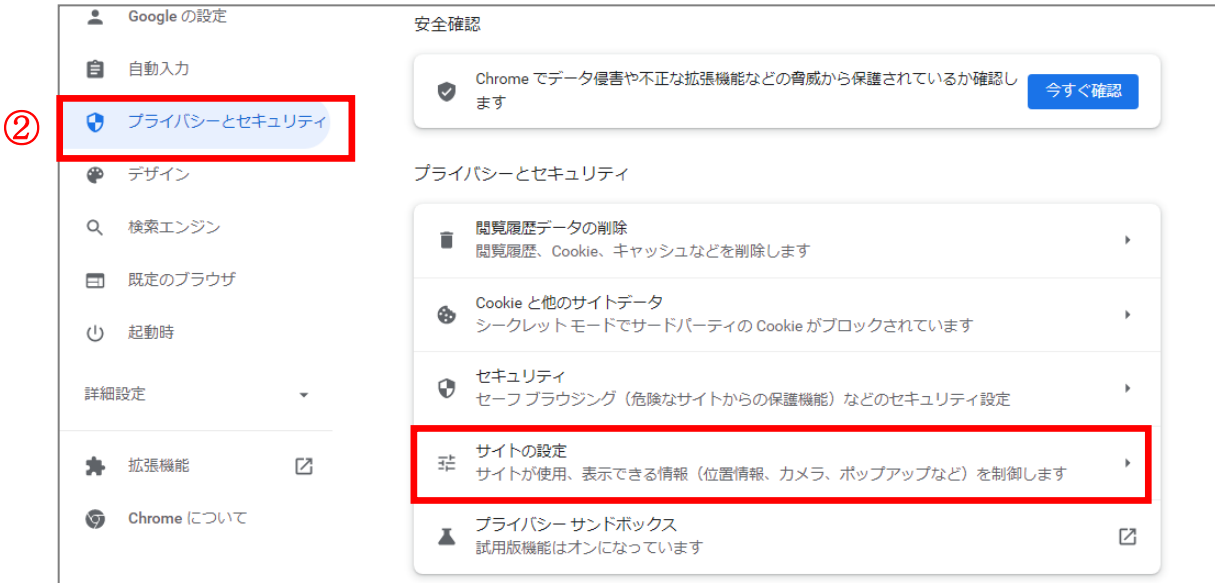 Google の設定
自動入力
②
プライバシーとセキュリティ
デザイン
検索エンジン
既定のブラウザ
起動時
詳細設定
拡張機能
Chrome について
安全確認
Chrome でデータ侵害や不正な拡張機能などの脅威から保護されているか確認し
ます
今すぐ確認
プライバシーとセキュリティ
閲覧履歴データの削除
閲覧履歴、Cookie、キャッシュなどを削除します
Cookie と他のサイトデータ
シークレット モードでサードパーティの Cookie がブロックされています
セキュリティ
セーフ ブラウジング（危険なサイトからの保護機能）などのセキュリティ設定
サイトの設定
サイトが使用、表示できる情報（位置情報、カメラ、ポップアップなど）を制御します
プライバシー サンドボックス
試用版機能はオンになっています